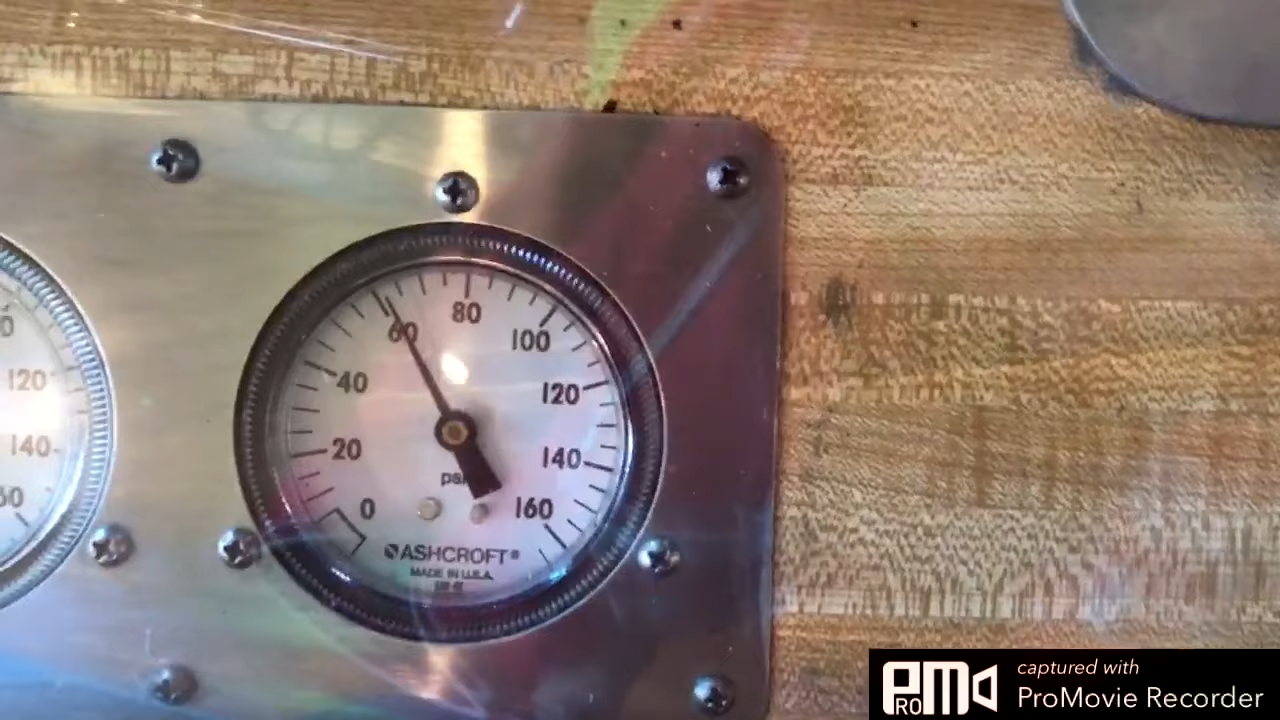 80
60
100
40
120
20
140
0
160
psi
ASHCROFT®
MADE IN U.S.A.
120
140
captured with
PROMO ProMovie Recorder